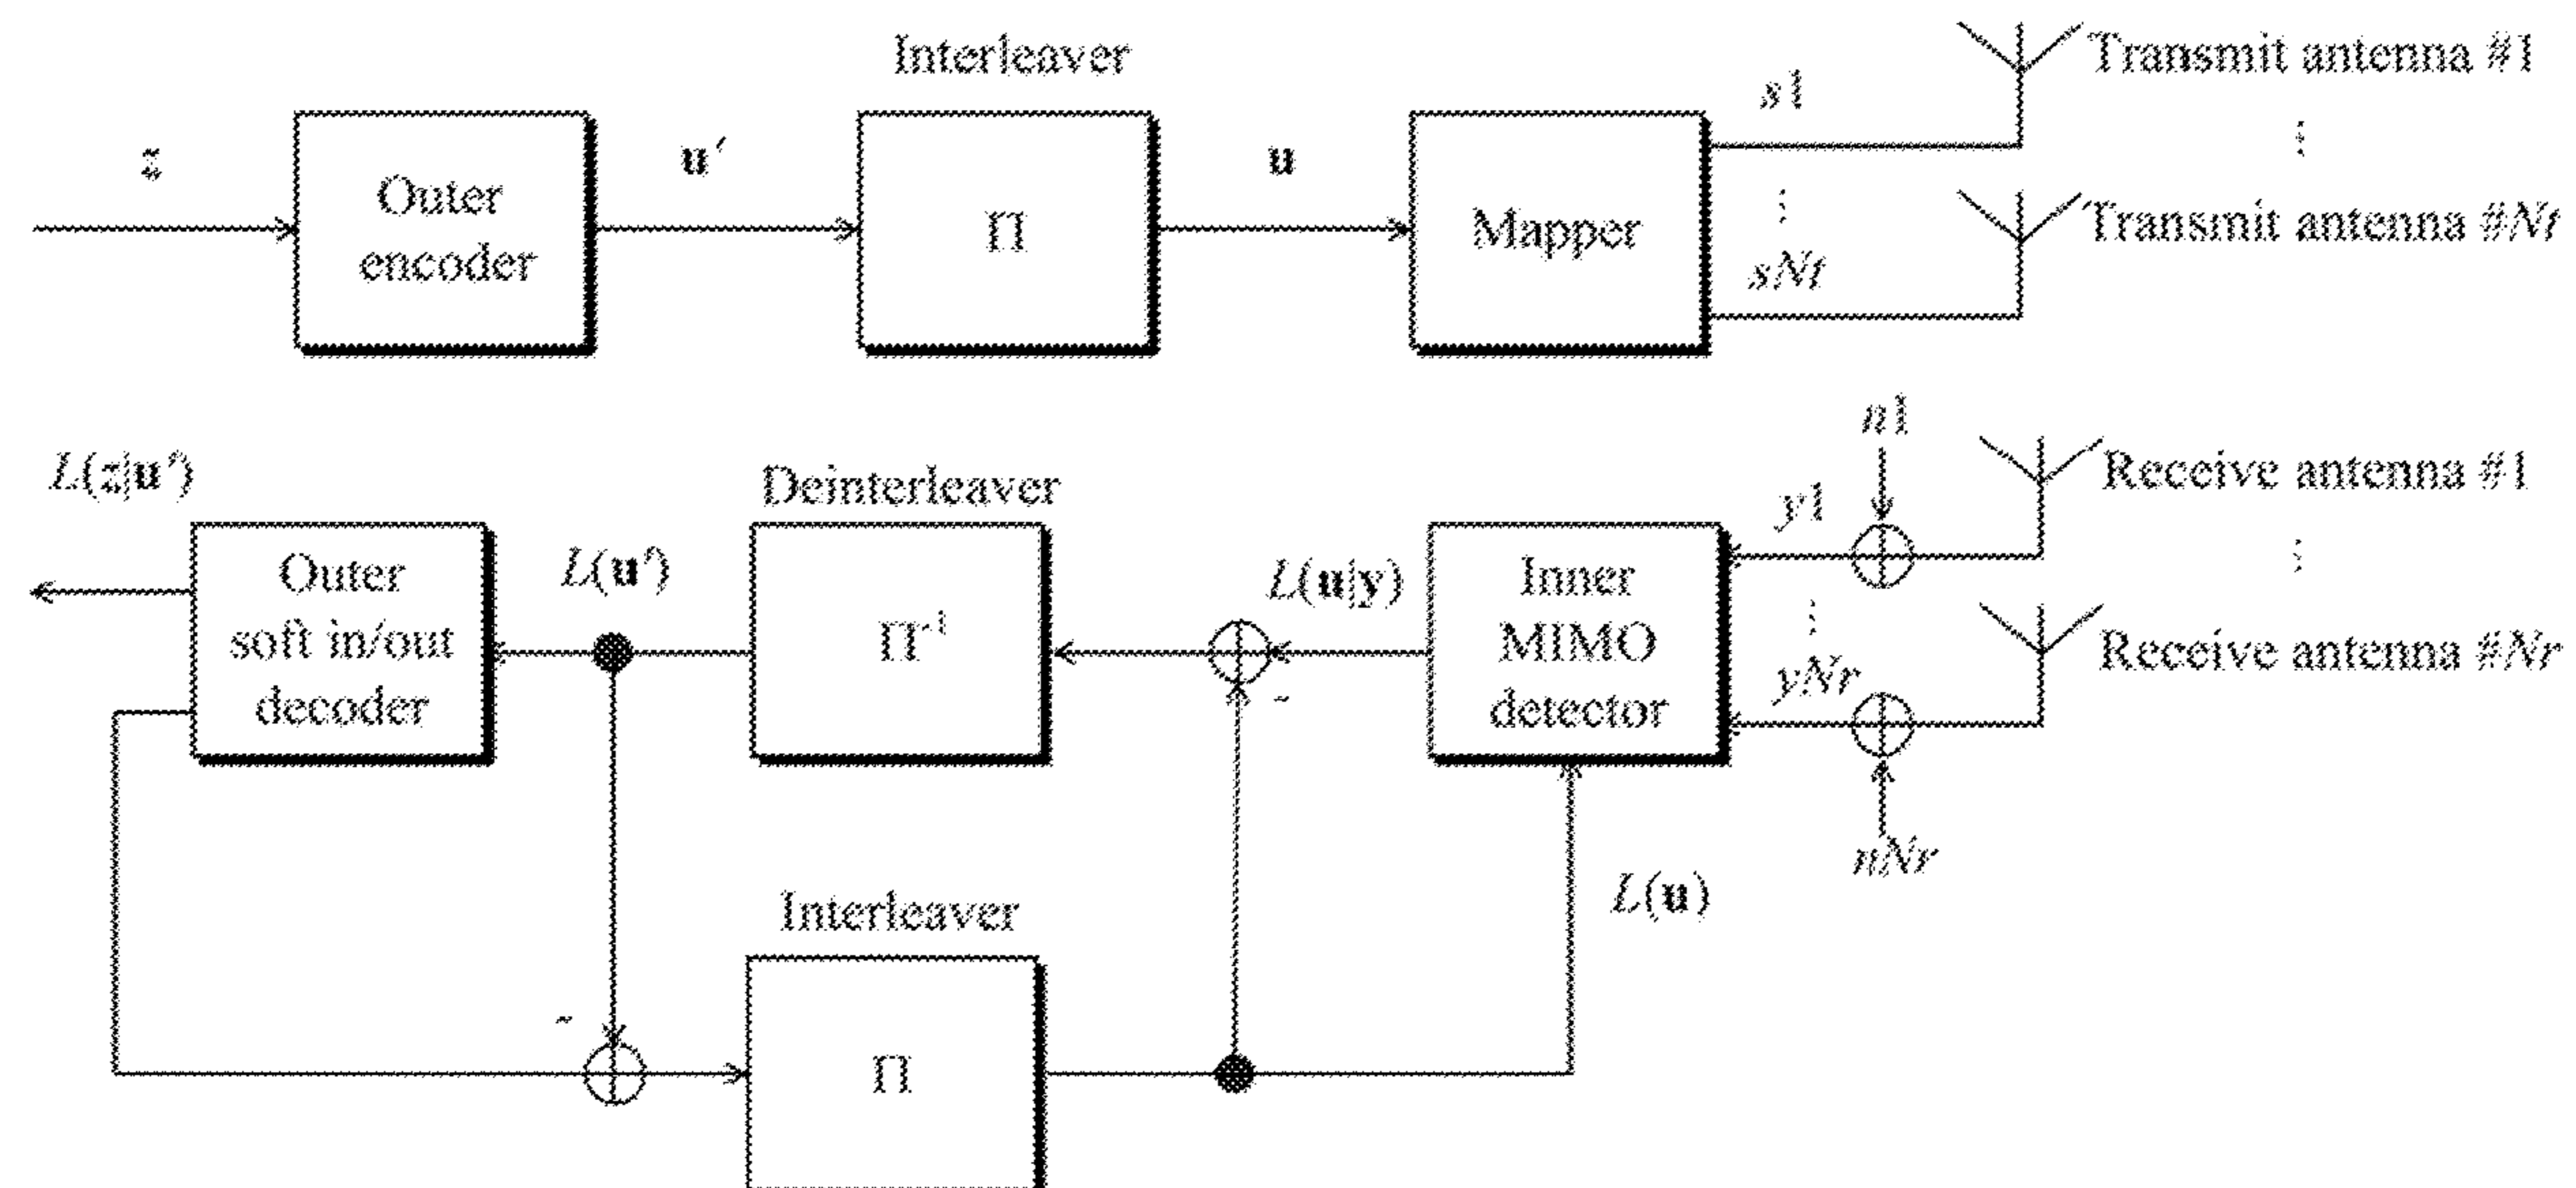 Interleaver
Transmit antenna #1
s1
⋮
z
u′
u
Outer
encoder
Π
Mapper
⋮
Transmit antenna #Nt
sNt
n1
L(z|u′)
Deinterleaver
Receive antenna #1
y1
⋮
L(u′)
L(u|y)
Outer
soft in/out
decoder
Π-1
Inner
MIMO
detector
⋮
Receive antenna #Nr
yNr
-
nNr
L(u)
Interleaver
-
Π